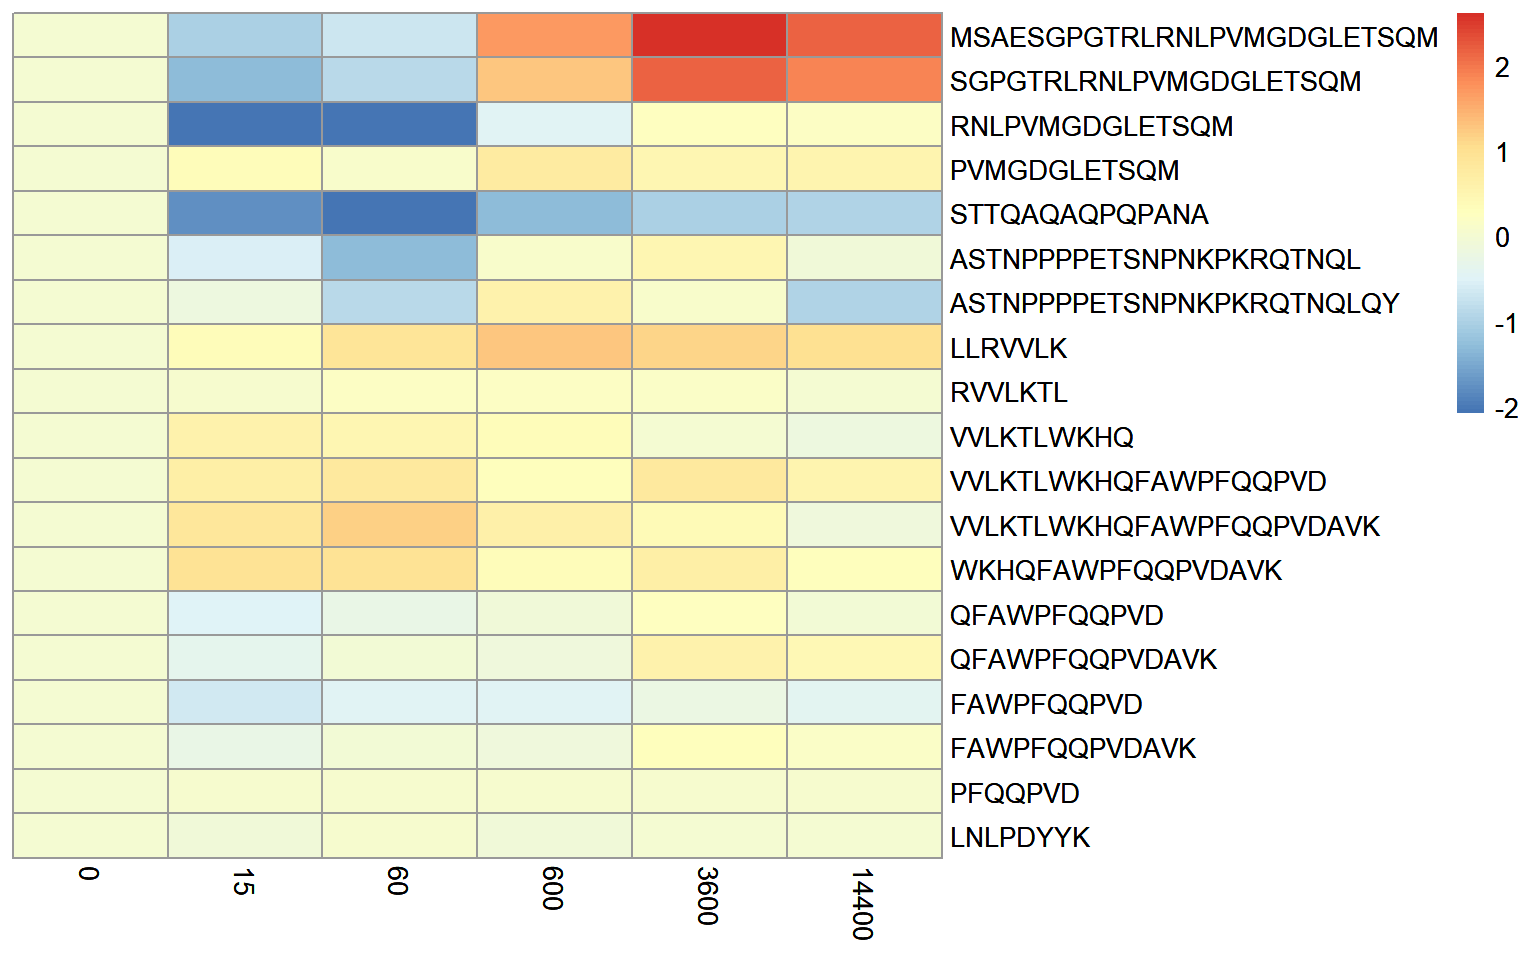 MSAESGPGTRLRNLPVMGDGLETSQM
SGPGTRLRNLPVMGDGLETSQM
RNLPVMGDGLETSQM
PVMGDGLETSQM
STTQAQAQPQPANA
ASTNPPPPETSNPNKPKRQTNQL
ASTNPPPPETSNPNKPKRQTNQLQY
LLRVVLK
RVVLKTL
VVLKTLWKHQ
VVLKTLWKHQFAWPFQQPVD
VVLKTLWKHQFAWPFQQPVDAVK
WKHQFAWPFQQPVDAVK
QFAWPFQQPVD
QFAWPFQQPVDAVK
FAWPFQQPVD
FAWPFQQPVDAVK
PFQQPVD
LNLPDYYK
0
15
60
600
3600
14400
2
1
0
-1
-2